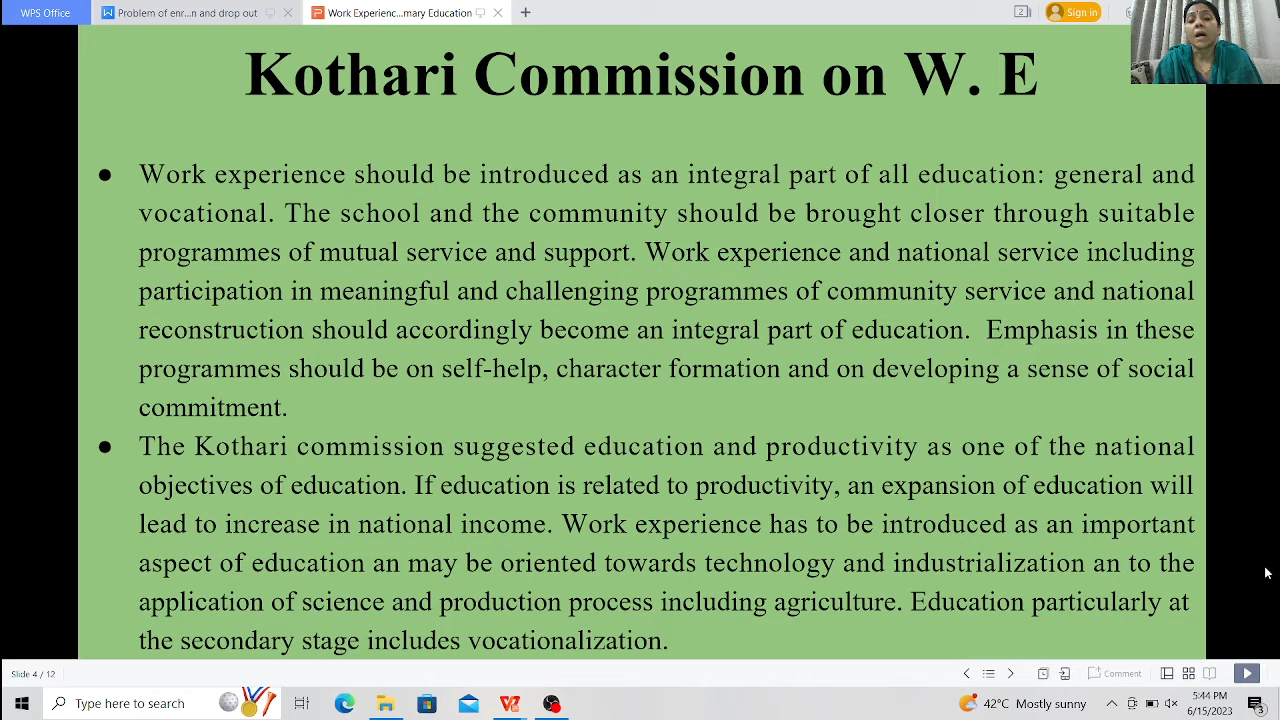 WPS Office
Problem of enr...n and drop out
Work Experienc...mary Education
2
Sign in
Kothari Commission on W. E
Work experience should be introduced as an integral part of all education: general and
vocational. The school and the community should be brought closer through suitable
programmes of mutual service and support. Work experience and national service including
participation in meaningful and challenging programmes of community service and national
reconstruction should accordingly become an integral part of education. Emphasis in these
programmes should be on self-help, character formation and on developing a sense of social
commitment.
The Kothari commission suggested education and productivity as one of the national
objectives of education. If education is related to productivity, an expansion of education will
lead to increase in national income. Work experience has to be introduced as an important
aspect of education an may be oriented towards technology and industrialization an to the
application of science and production process including agriculture. Education particularly at
the secondary stage includes vocationalization.
Slide 4 / 12
Comment
Type here to search
42°C Mostly sunny
5:44 PM
6/15/2023
3